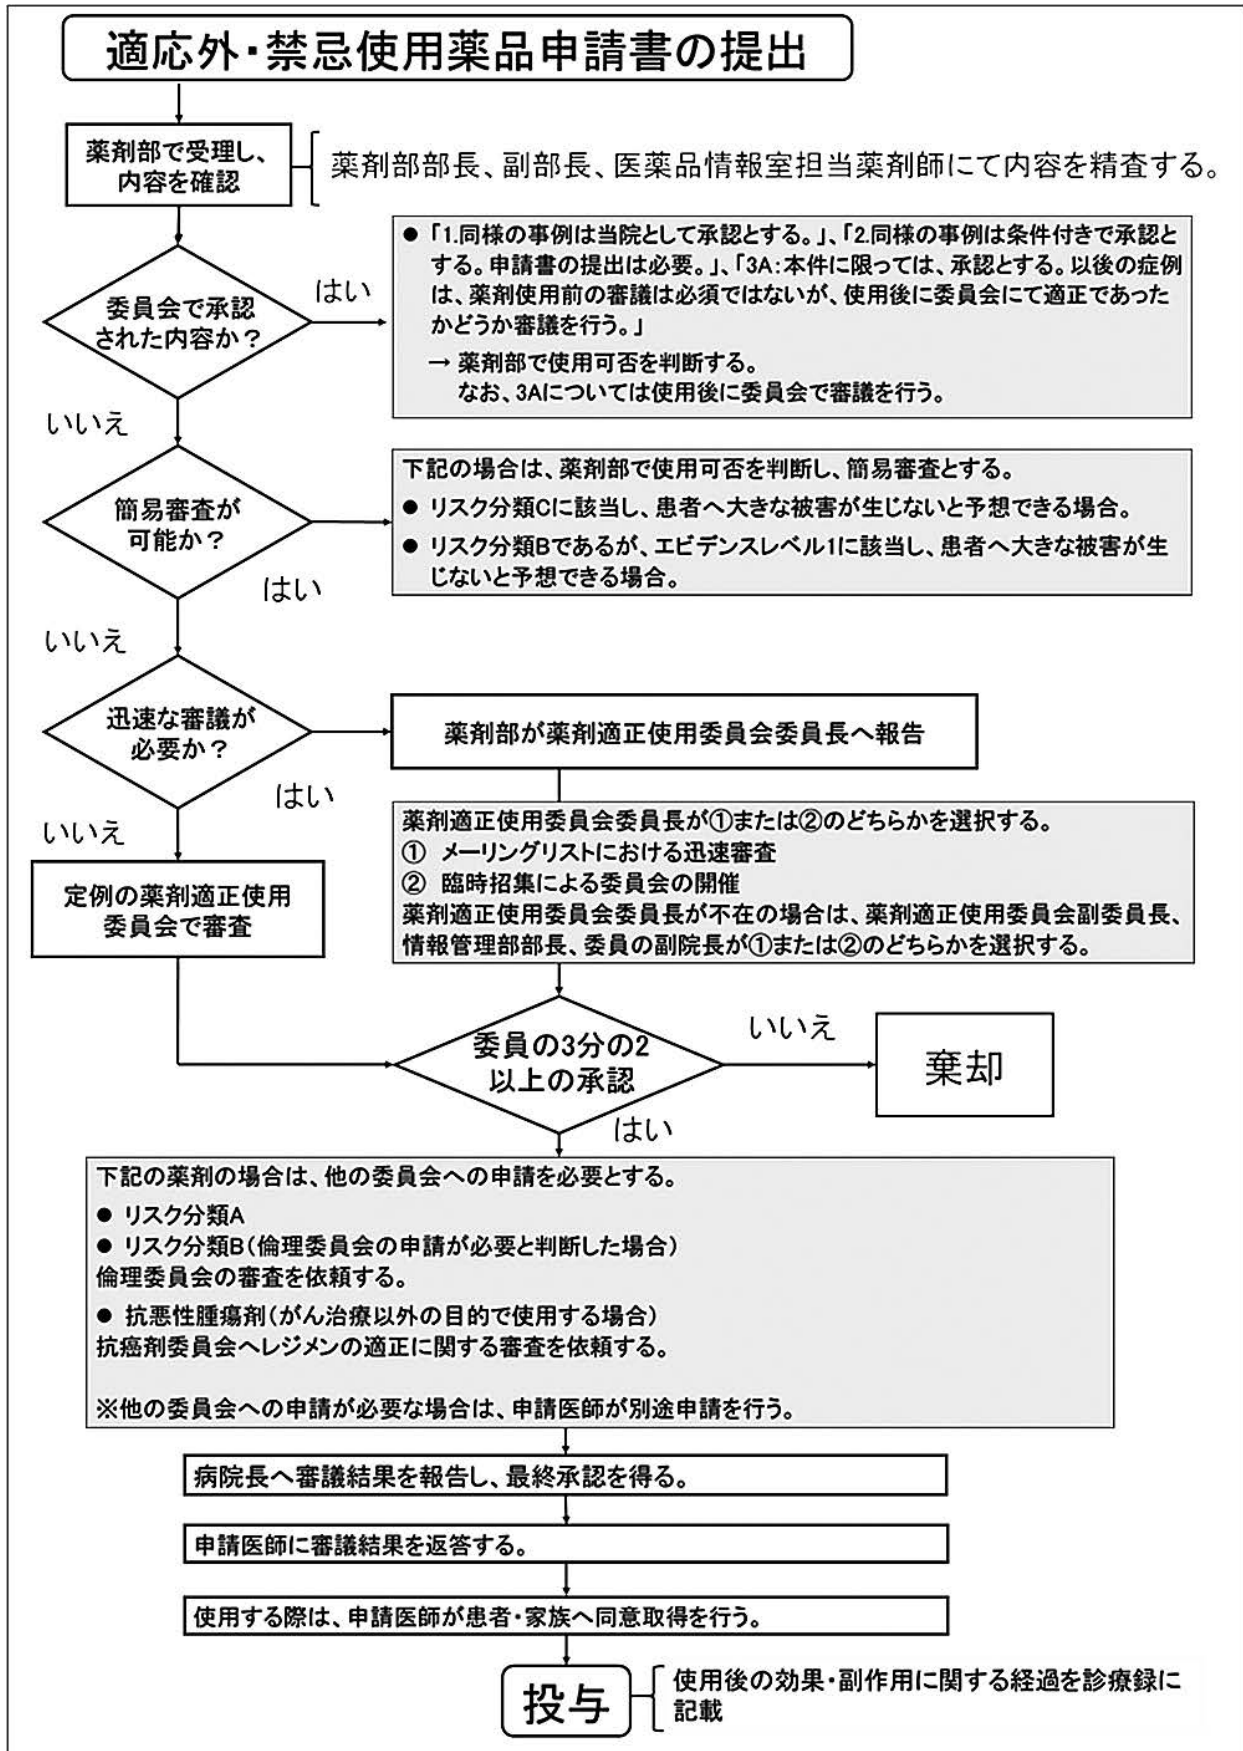 適応外・禁忌使用薬品申請書の提出
薬剤部で受理し、
内容を確認
薬剤部部長、副部長、医薬品情報室担当薬剤師にて内容を精査する。
委員会で承認
された内容か？
はい
● 「1.同様の事例は当院として承認とする。」、「2.同様の事例は条件付きで承認と
する。申請書の提出は必要。」、「3A：本件に限っては、承認とする。以後の症例
は、薬剤使用前の審議は必須ではないが、使用後に委員会にて適正であった
かどうか審議を行う。」
→ 薬剤部で使用可否を判断する。
なお、3Aについては使用後に委員会で審議を行う。
いいえ
簡易審査が
可能か？
はい
下記の場合は、薬剤部で使用可否を判断し、簡易審査とする。
● リスク分類Cに該当し、患者へ大きな被害が生じないと予想できる場合。
● リスク分類Bであるが、エビデンスレベル1に該当し、患者へ大きな被害が生
じないと予想できる場合。
いいえ
迅速な審議が
必要か？
はい
薬剤部が薬剤適正使用委員会委員長へ報告
薬剤適正使用委員会委員長が①または②のどちらかを選択する。
① メーリングリストにおける迅速審査
② 臨時招集による委員会の開催
薬剤適正使用委員会委員長が不在の場合は、薬剤適正使用委員会副委員長、
情報管理部部長、委員の副院長が①または②のどちらかを選択する。
いいえ
定例の薬剤適正使用
委員会で審査
委員の3分の2
以上の承認
いいえ
棄却
はい
下記の薬剤の場合は、他の委員会への申請を必要とする。
● リスク分類A
● リスク分類B（倫理委員会の申請が必要と判断した場合）
倫理委員会の審査を依頼する。
● 抗悪性腫瘍剤（がん治療以外の目的で使用する場合）
抗癌剤委員会へレジメンの適正に関する審査を依頼する。
※他の委員会への申請が必要な場合は、申請医師が別途申請を行う。
病院長へ審議結果を報告し、最終承認を得る。
申請医師に審議結果を返答する。
使用する際は、申請医師が患者・家族へ同意取得を行う。
投与
使用後の効果・副作用に関する経過を診療録に
記載